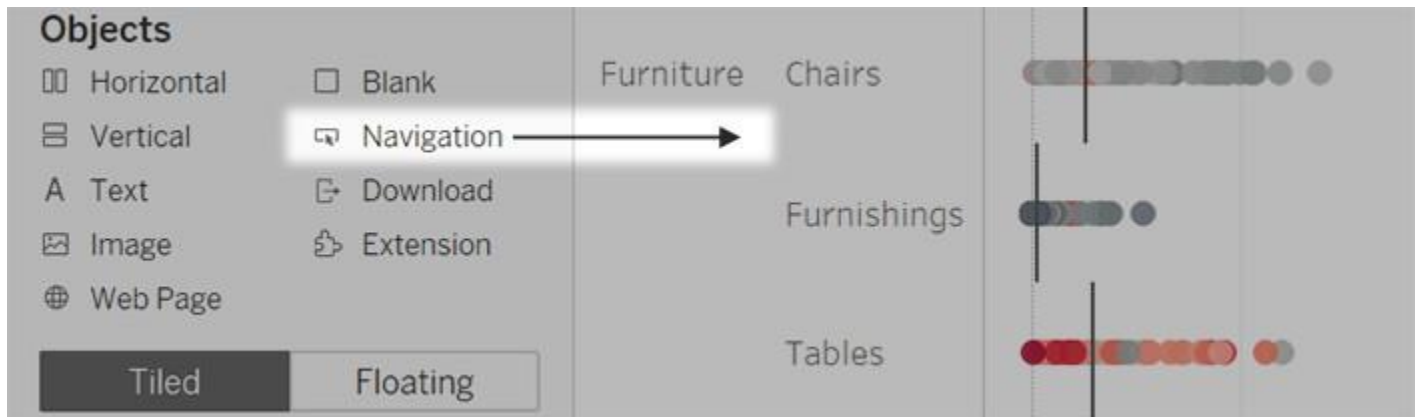 Objects
Horizontal
Blank
Vertical
Navigation
A Text
Download
Image
Extension
Web Page
Tiled
Floating
Furniture
Chairs
Furnishings
Tables